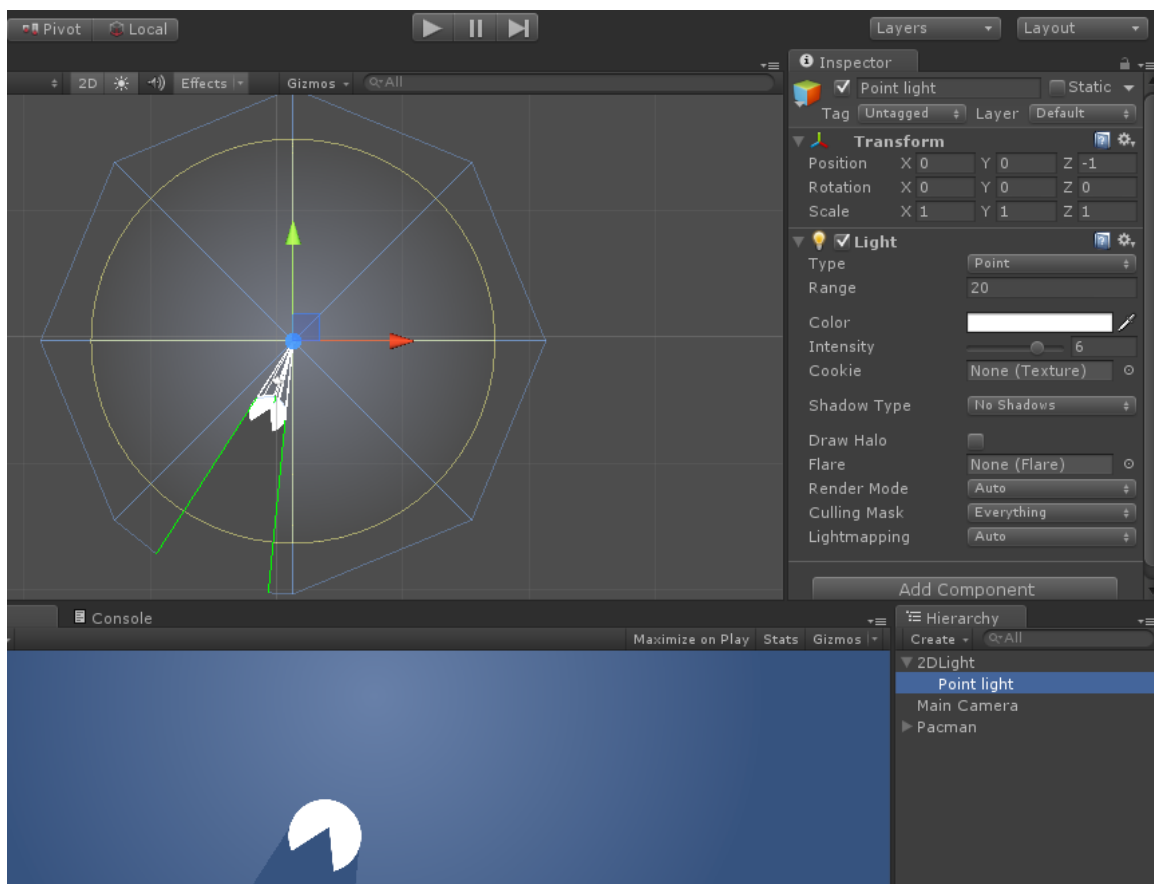 Pivot Local Layers Layout
2D Effects Gizmos All
Inspector
Point light Static
Tag Untagged Layer Default
Transform
Position X 0 Y 0 Z -1
Rotation X 0 Y 0 Z 0
Scale X 1 Y 1 Z 1
Light
Type Point
Range 20
Color
Intensity 6
Cookie None (Texture)
Shadow Type No Shadows
Draw Halo
Flare None (Flare)
Render Mode Auto
Culling Mask Everything
Lightmapping Auto
Add Component
Console
Maximize on Play Stats Gizmos
Hierarchy
Create All
2DLight
Point light
Main Camera
Pacman